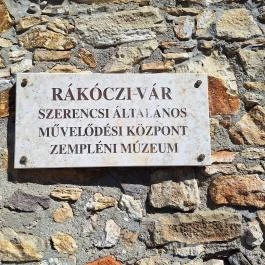 RÁKÓCZI-VÁR
SZERENCSI ÁLTALÁNOS
MŰVELŐDÉSI KÖZPONT
ZEMPLÉNI MÚZEUM